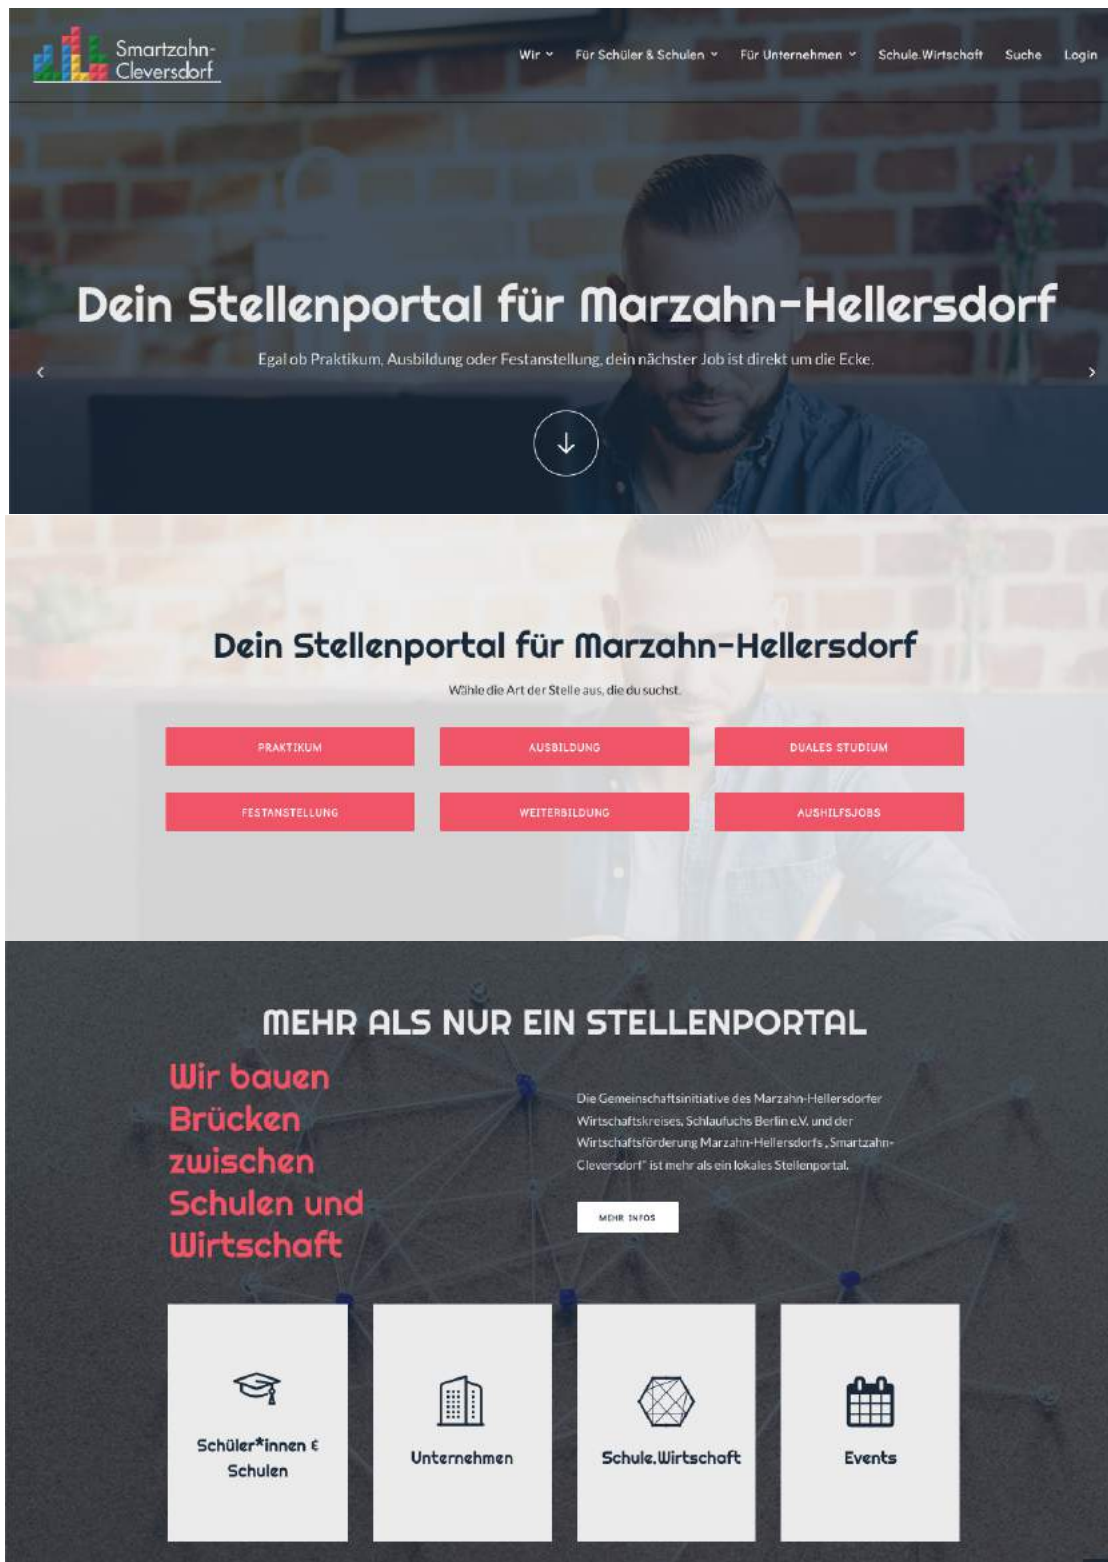 Smartzahn-
Cleversdorf
Wir Für Schüler & Schulen Für Unternehmen Schule.Wirtschaft Suche Login
Dein Stellenportal für Marzahn-Hellersdorf
Egal ob Praktikum, Ausbildung oder Festanstellung, dein nächster Job ist direkt um die Ecke.
Dein Stellenportal für Marzahn-Hellersdorf
Wähle die Art der Stelle aus, die du suchst.
PRAKTIKUM AUSBILDUNG DUALES STUDIUM
FESTANSTELLUNG WEITERBILDUNG AUSHILFSJOBS
MEHR ALS NUR EIN STELLENPORTAL
Wir bauen
Brücken
zwischen
Schulen und
Wirtschaft
Die Gemeinschaftsinitiative des Marzahn-Hellersdorfer
Wirtschaftskreises, Schlaufuchs Berlin e.V. und der
Wirtschaftsförderung Marzahn-Hellersdorfs „Smartzahn-
Cleversdorf“ ist mehr als ein lokales Stellenportal.
MEHR INFOS
Schüler*innen &
Schulen
Unternehmen
Schule.Wirtschaft
Events